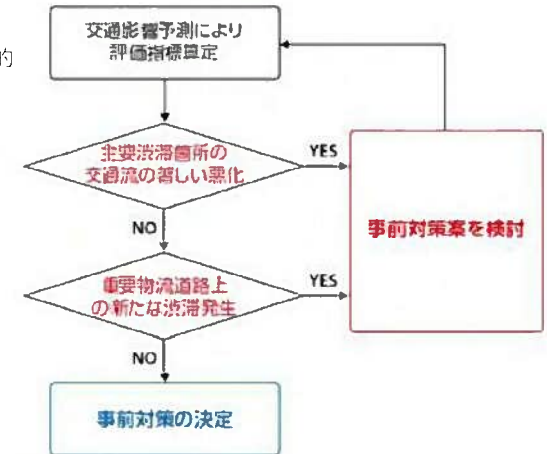 交通影響予測により
評価指標算定
的
主要渋滞箇所の
交通流の著しい悪化
YES
事前対策案を検討
NO
重要物流道路上
の新たな渋滞発生
YES
NO
事前対策の決定